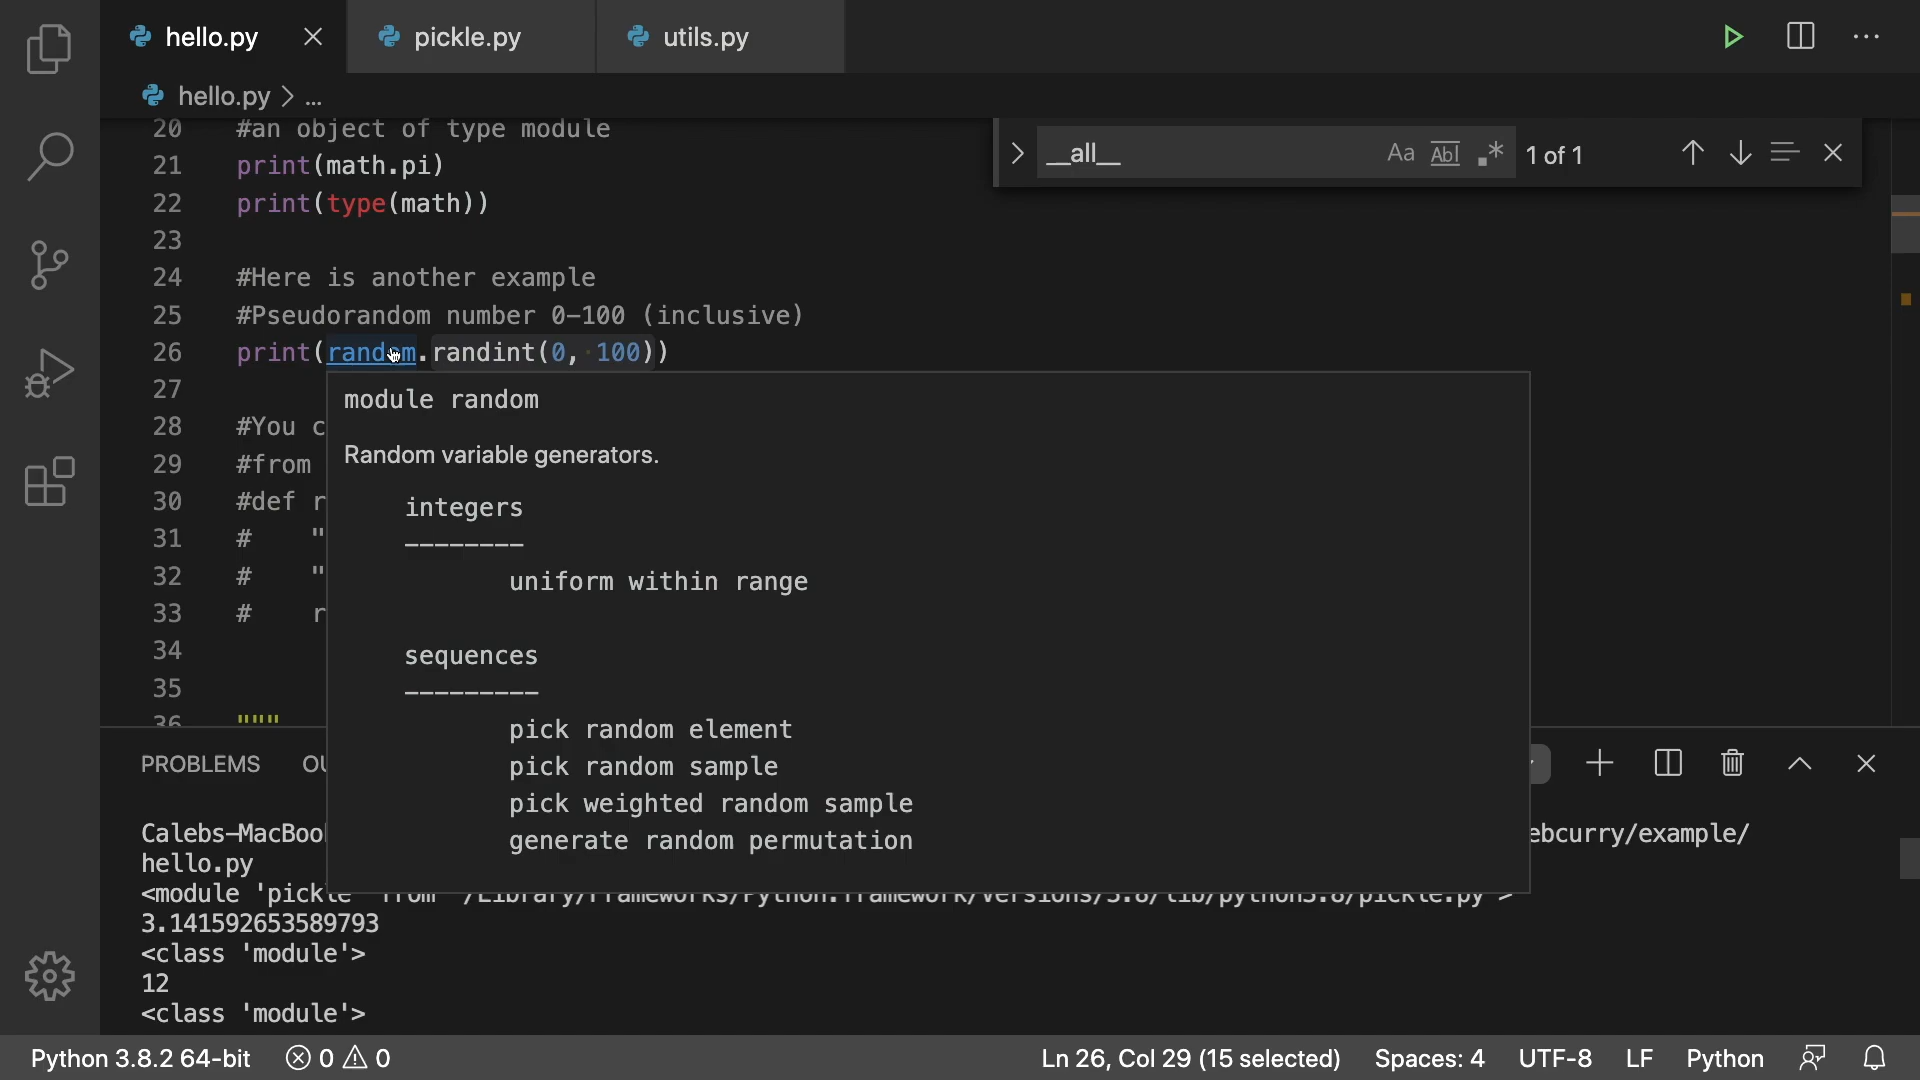 hello.py
pickle.py
utils.py
hello.py > ...
__all__
Aa
Abl
.*
1 of 1
20 #an object of type module
21 print(math.pi)
22 print(type(math))
23
24 #Here is another example
25 #Pseudorandom number 0-100 (inclusive)
26 print(random.randint(0, 100))
27
28 #You c
29 #from
30 #def r
31 # "
32 # "
33 # r
34
35
36 """
module random
Random variable generators.
integers
--------
uniform within range
sequences
---------
pick random element
pick random sample
pick weighted random sample
generate random permutation
PROBLEMS OU
Calebs-MacBoo ebcurry/example/
hello.py
<module 'pickle' from '/Library/Frameworks/Python.framework/Versions/3.8/lib/python3.8/pickle.py'>
3.141592653589793
<class 'module'>
12
<class 'module'>
Python 3.8.2 64-bit 0 0 Ln 26, Col 29 (15 selected) Spaces: 4 UTF-8 LF Python